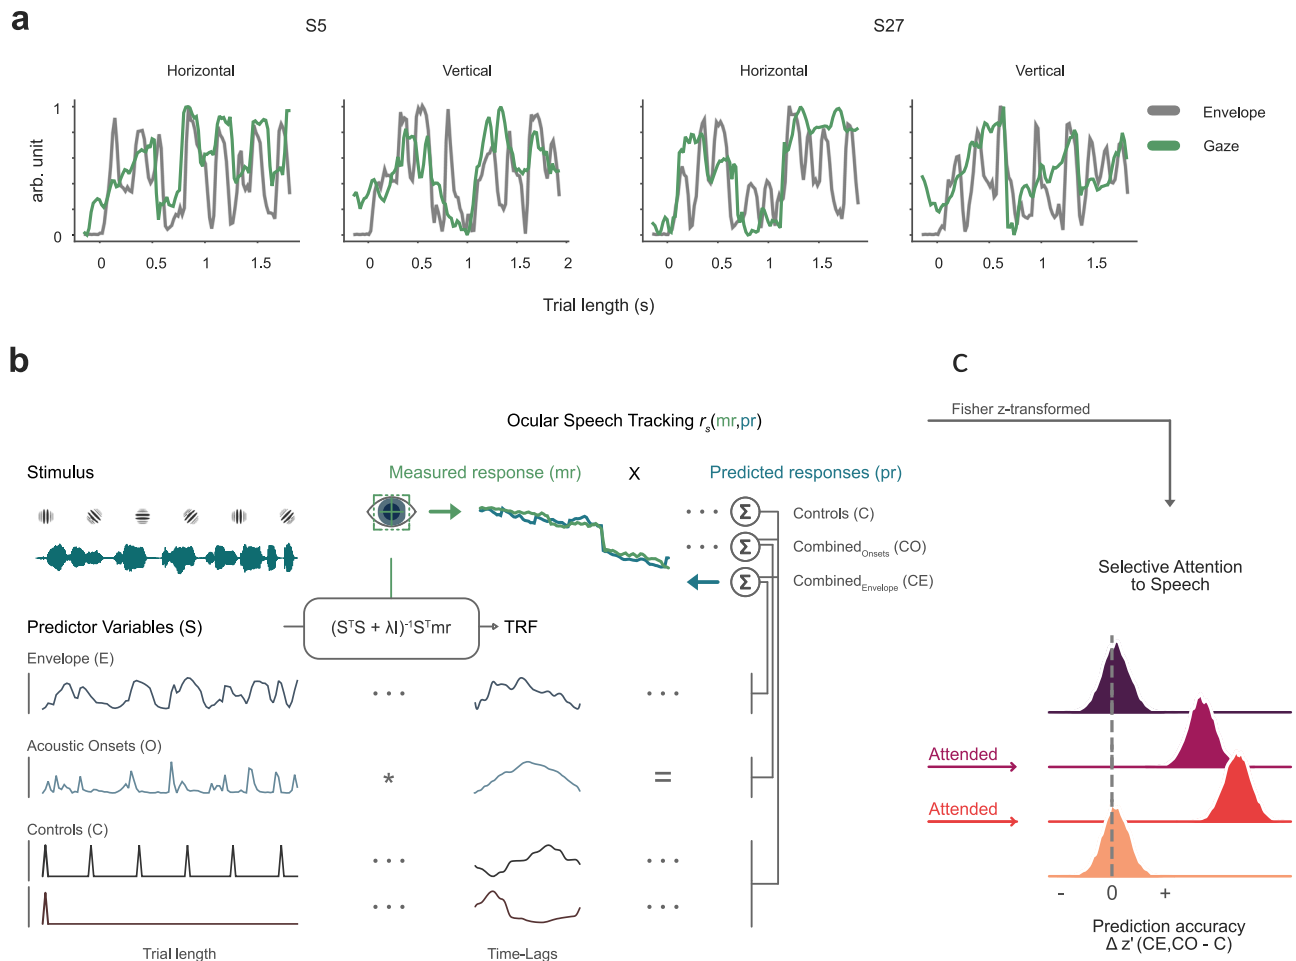 a
S5
S27
Horizontal
Vertical
Horizontal
Vertical
1
arb. unit
0
0
0.5
1
1.5
0
0.5
1
1.5
2
0
0.5
1
1.5
0
0.5
1
1.5
Envelope
Gaze
Trial length (s)
b
c
Ocular Speech Tracking rₛ(mr,pr)
Fisher z-transformed
Stimulus
Measured response (mr)
X
Predicted responses (pr)
Σ
Controls (C)
Σ
Combined_Onsets (CO)
Σ
Combined_Envelope (CE)
Selective Attention
to Speech
Predictor Variables (S)
(SᵀS + λI)⁻¹Sᵀmr
TRF
Envelope (E)
Acoustic Onsets (O)
*
=
Controls (C)
Trial length
Time-Lags
Attended
Attended
-
0
+
Prediction accuracy
Δ z' (CE,CO - C)